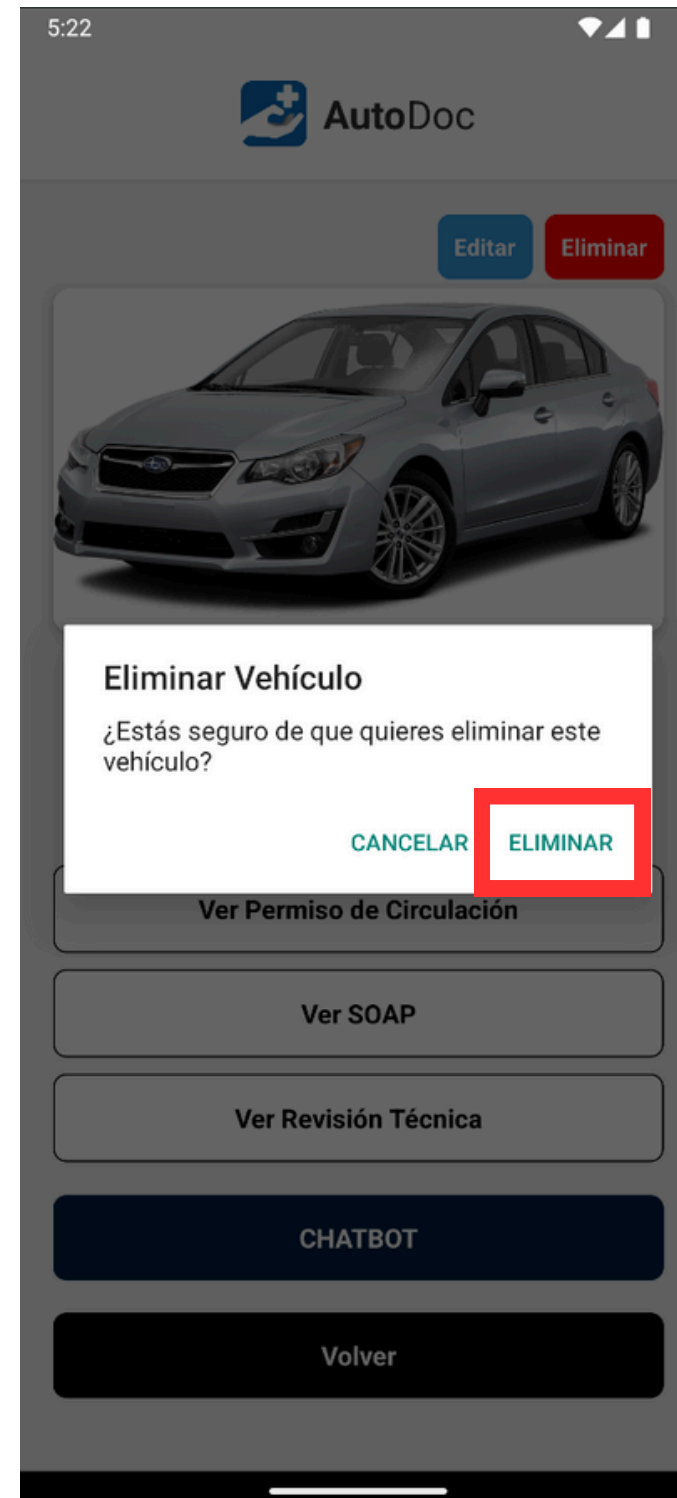 5:22
AutoDoc
Editar
Eliminar
Eliminar Vehículo
¿Estás seguro de que quieres eliminar este
vehículo?
CANCELAR
ELIMINAR
Ver Permiso de Circulación
Ver SOAP
Ver Revisión Técnica
CHATBOT
Volver